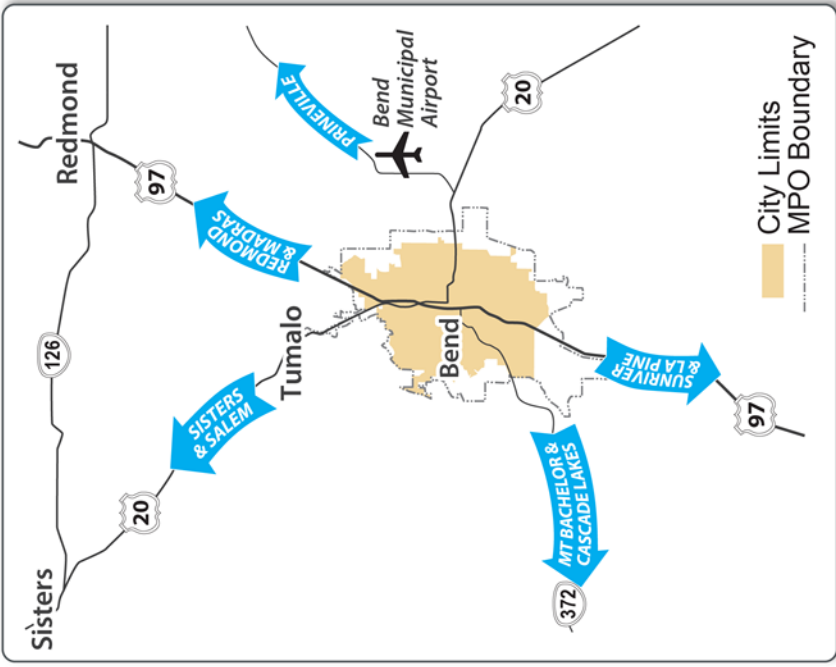 Sisters
126
Redmond
20
SISTERS
& SALEM
97
REDMOND
& MADRAS
PRINEVILLE
Tumalo
Bend
Municipal
Airport
Bend
20
MT BACHELOR &
CASCADE LAKES
372
SUNRIVER
& LA PINE
97
City Limits
MPO Boundary